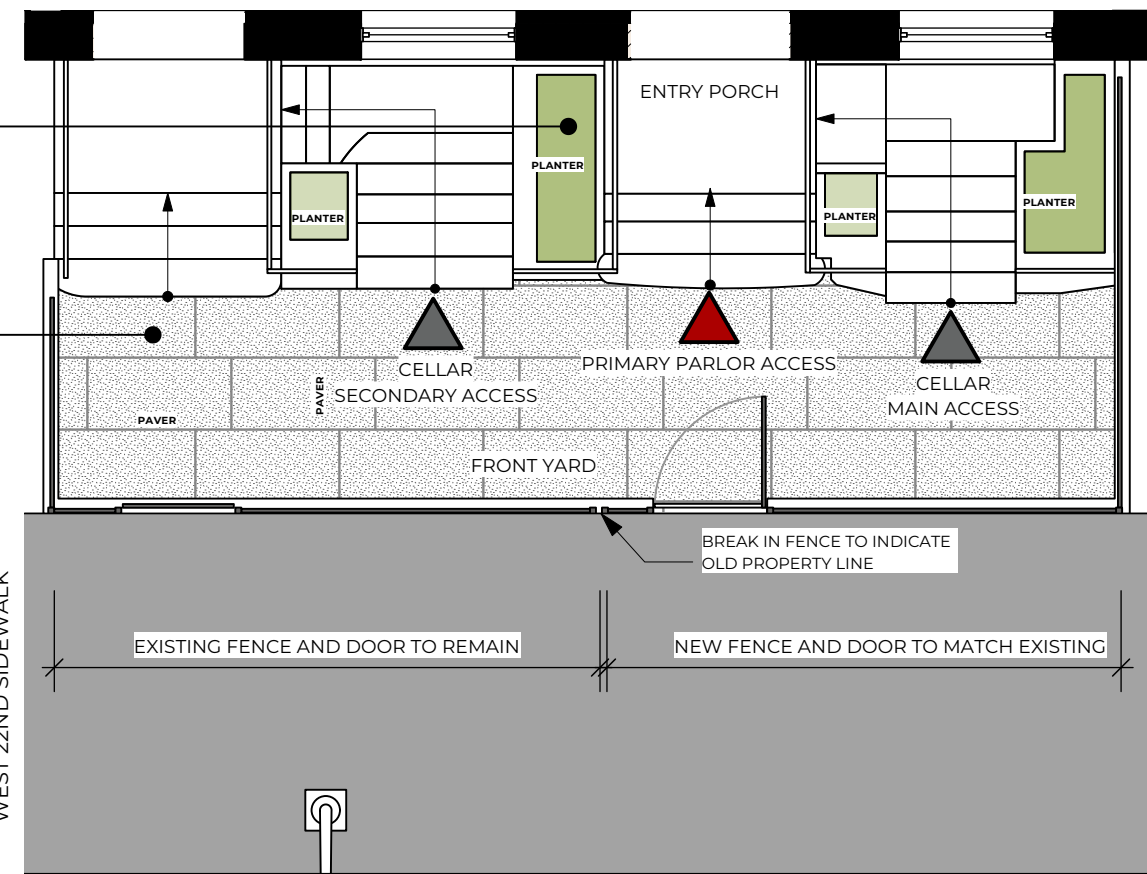 ENTRY PORCH
PLANTER
PLANTER
PLANTER
PLANTER
PRIMARY PARLOR ACCESS
CELLAR
SECONDARY ACCESS
CELLAR
MAIN ACCESS
PAVER
PAVER
FRONT YARD
BREAK IN FENCE TO INDICATE
OLD PROPERTY LINE
EXISTING FENCE AND DOOR TO REMAIN
NEW FENCE AND DOOR TO MATCH EXISTING
WEST 22ND SIDEWALK